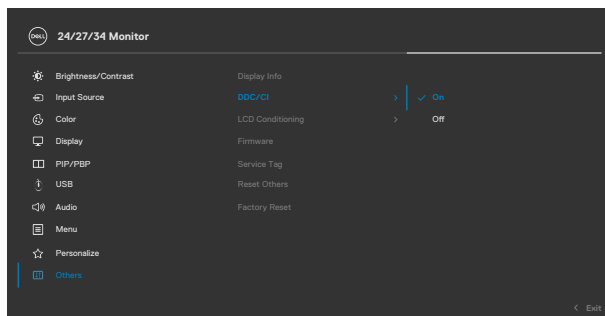 DELL 24/27/34 Monitor
Brightness/Contrast Display Info
Input Source DDC/CI > ✓ On
Color LCD Conditioning > Off
Display Firmware
PIP/PBP Service Tag
USB Reset Others
Audio Factory Reset
Menu
Personalize
Others
< Exit